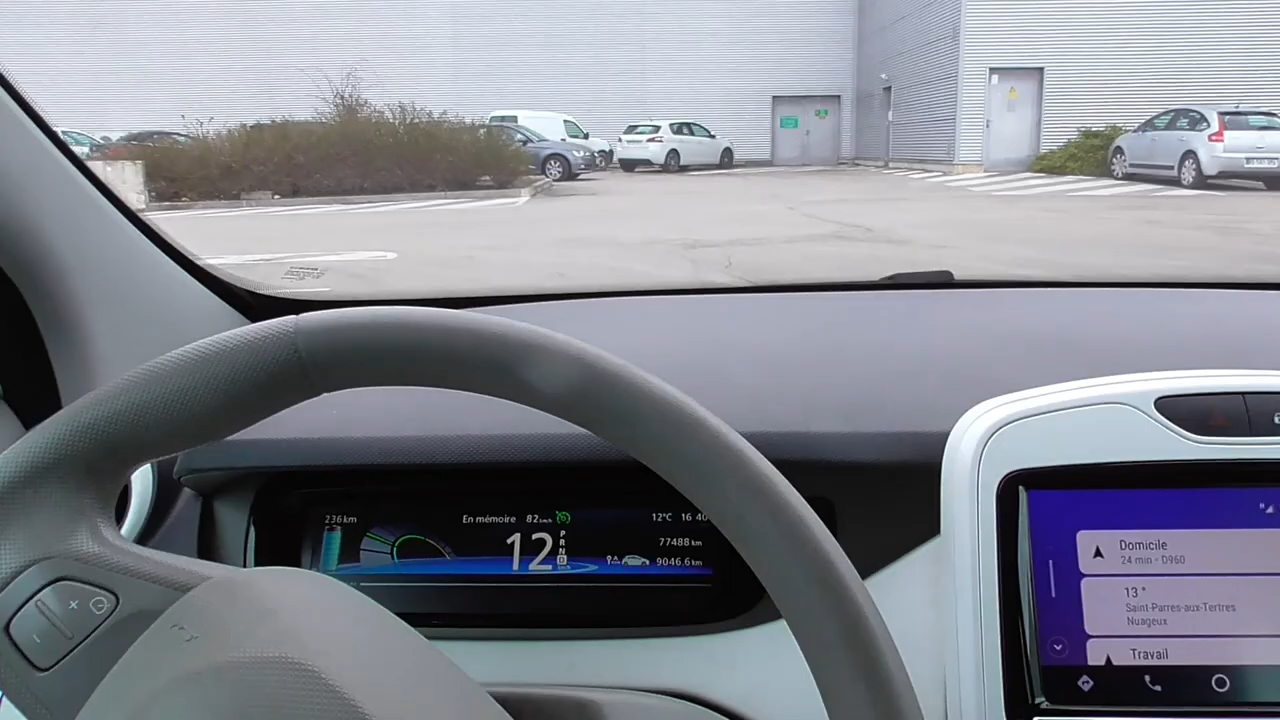 236 km
En mémoire 82 km/h
12°C 16 40
12 km/h
P
R
N
D
77488 km
9046.6 km
Domicile
24 min - D960
13 °
Saint-Parres-aux-Tertres
Nuageux
Travail